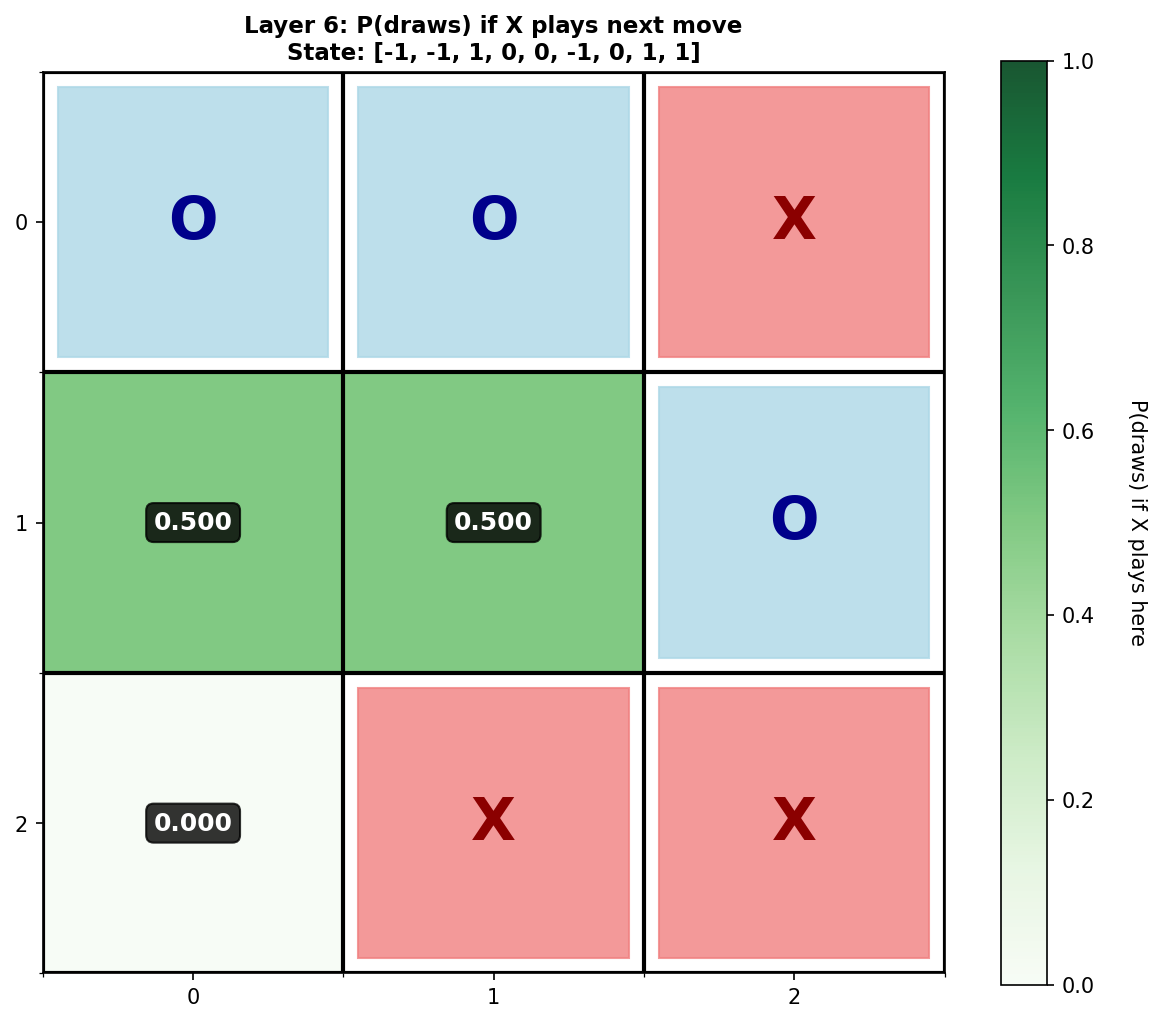 Layer 6: P(draws) if X plays next move
State: [-1, -1, 1, 0, 0, -1, 0, 1, 1]
O O X
0.500 0.500 O
0.000 X X
0
1
2
0 1 2
1.0
0.8
0.6
0.4
0.2
0.0
P(draws) if X plays here